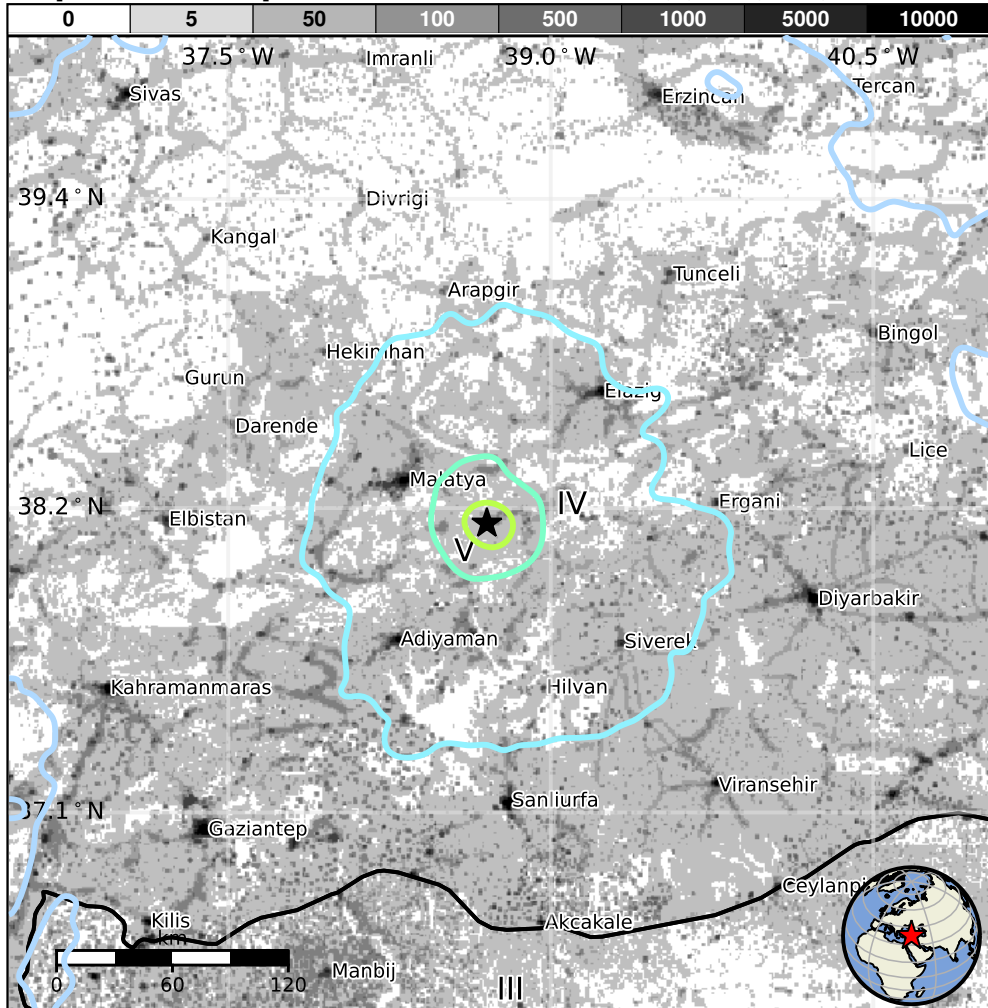 0 5 50 100 500 1000 5000 10000
37.5°W 39.0°W 40.5°W
Imranli
Tercan
Sivas
Erzincan
39.4°N
Divrigi
Kangal
Tunceli
Arapgir
Bingol
Hekimhan
Gurun
Elazig
Darende
Lice
Malatya
38.2°N
IV
Ergani
Elbistan
V
Diyarbakir
Adiyaman
Siverek
Kahramanmaras
Hilvan
Viransehir
Sanliurfa
37.1°N
Gaziantep
Ceylanpi
Kilis
Akcakale
km
Manbij
0 60 120
III